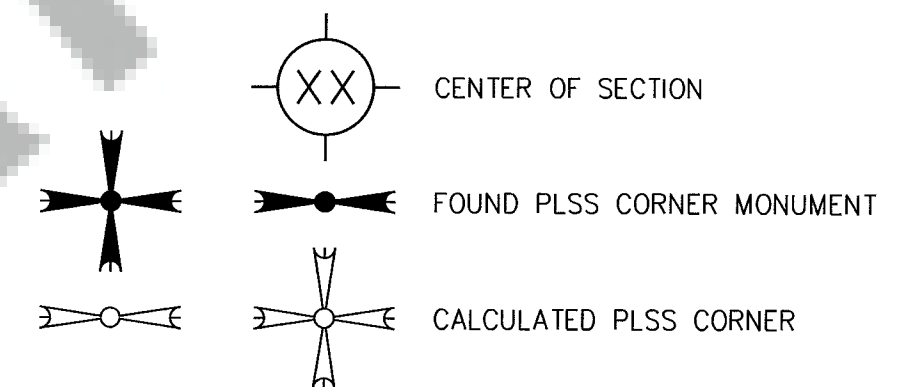 XX CENTER OF SECTION
FOUND PLSS CORNER MONUMENT
CALCULATED PLSS CORNER